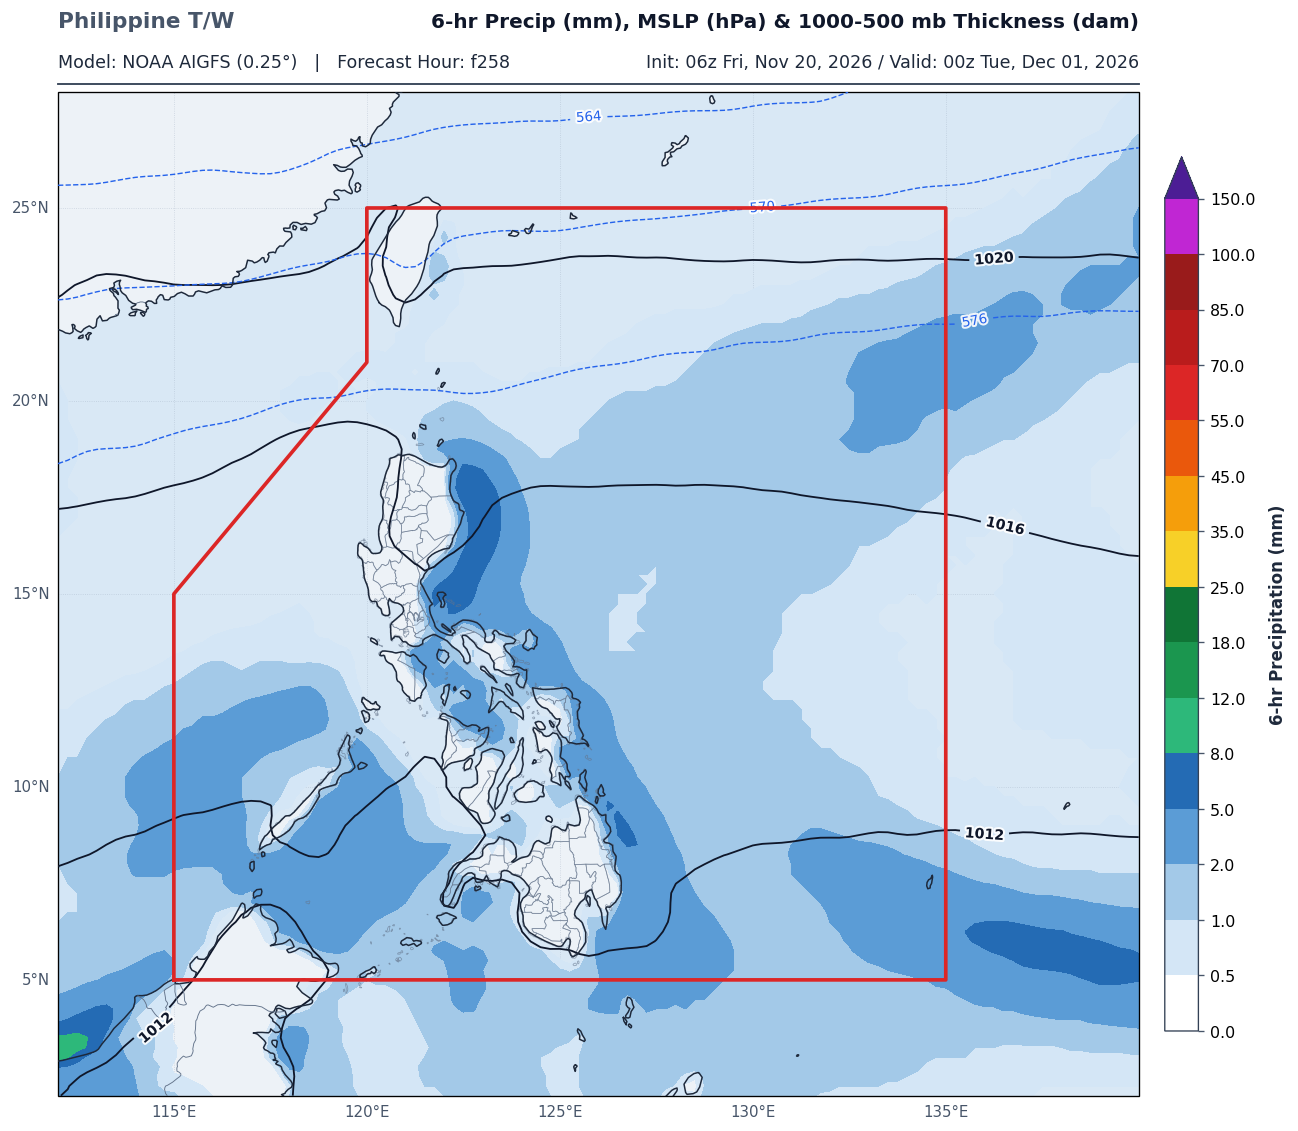 Philippine T/W
6-hr Precip (mm), MSLP (hPa) & 1000-500 mb Thickness (dam)
Model: NOAA AIGFS (0.25°) | Forecast Hour: f258
Init: 06z Fri, Nov 20, 2026 / Valid: 00z Tue, Dec 01, 2026
564
570
576
1020
1016
1012
1012
25°N
20°N
15°N
10°N
5°N
115°E
120°E
125°E
130°E
135°E
150.0
100.0
85.0
70.0
55.0
45.0
35.0
25.0
18.0
12.0
8.0
5.0
2.0
1.0
0.5
0.0
6-hr Precipitation (mm)